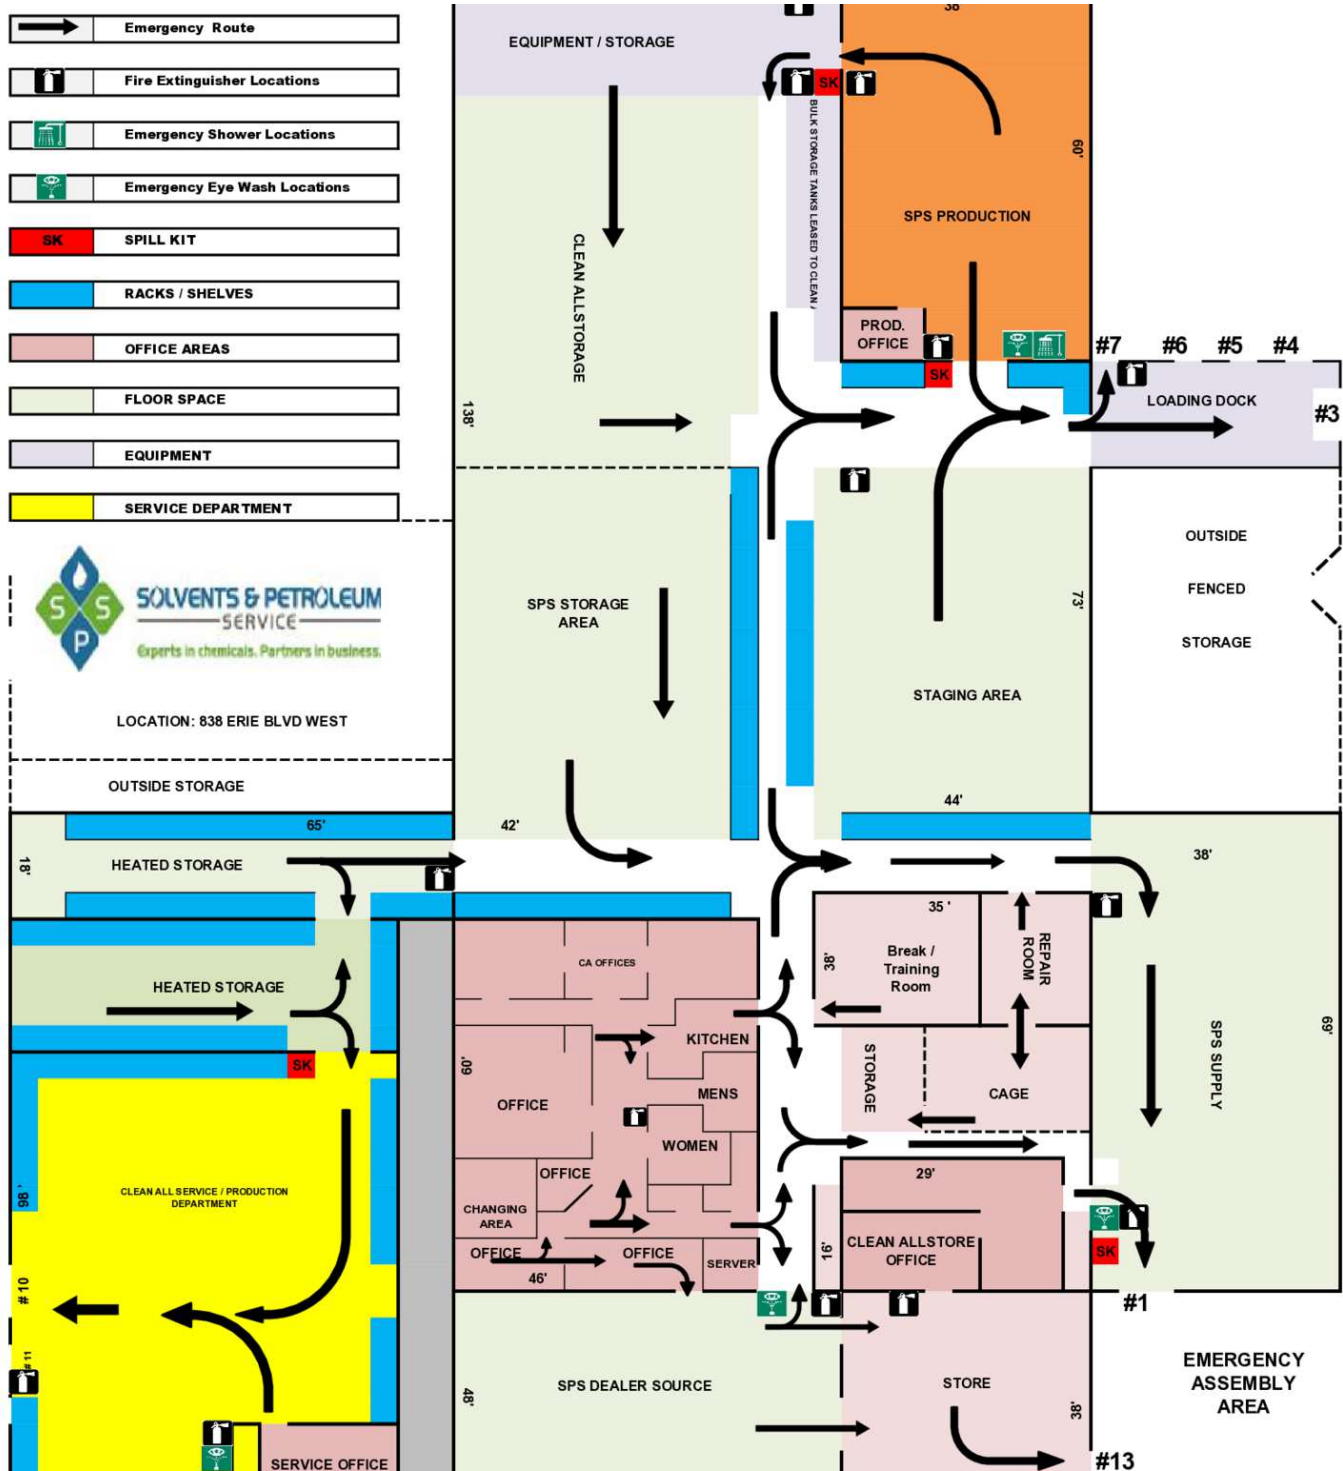 Emergency Route
Fire Extinguisher Locations
Emergency Shower Locations
Emergency Eye Wash Locations
SK
SPILL KIT
RACKS / SHELVES
OFFICE AREAS
FLOOR SPACE
EQUIPMENT
SERVICE DEPARTMENT
S
S
P
SOLVENTS & PETROLEUM
SERVICE
Experts in chemicals. Partners in business.
LOCATION: 838 ERIE BLVD WEST
OUTSIDE STORAGE
EQUIPMENT / STORAGE
38'
SK
BULK STORAGE TANKS LEASED TO CLEAN
60'
SPS PRODUCTION
CLEAN ALLSTORAGE
PROD.
OFFICE
SK
#7
#6
#5
#4
LOADING DOCK
#3
138'
OUTSIDE
FENCED
STORAGE
SPS STORAGE
AREA
73'
STAGING AREA
44'
65'
42'
18'
HEATED STORAGE
38'
35 '
38'
Break /
Training
Room
REPAIR
ROOM
CA OFFICES
HEATED STORAGE
SK
KITCHEN
60'
OFFICE
MENS
WOMEN
STORAGE
CAGE
SPS SUPPLY
69'
98 '
CLEAN ALL SERVICE / PRODUCTION
DEPARTMENT
OFFICE
CHANGING
AREA
OFFICE
46'
OFFICE
SERVER
16'
29'
CLEAN ALLSTORE
OFFICE
SK
#1
# 10
# 11
SPS DEALER SOURCE
48'
STORE
38'
EMERGENCY
ASSEMBLY
AREA
#13
SERVICE OFFICE